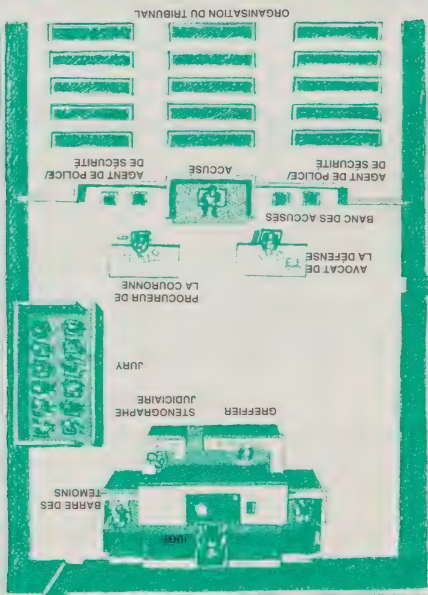 JUGE
BARRE DES
TÉMOINS
GREFFIER
STENOGRAPHE
JUDICIAIRE
JURY
AVOCAT DE
LA DÉFENSE
PROCUREUR DE
LA COURONNE
BANC DES ACCUSÉS
AGENT DE POLICE/
DE SÉCURITÉ
ACCUSÉ
AGENT DE POLICE/
DE SÉCURITÉ
ORGANISATION DU TRIBUNAL